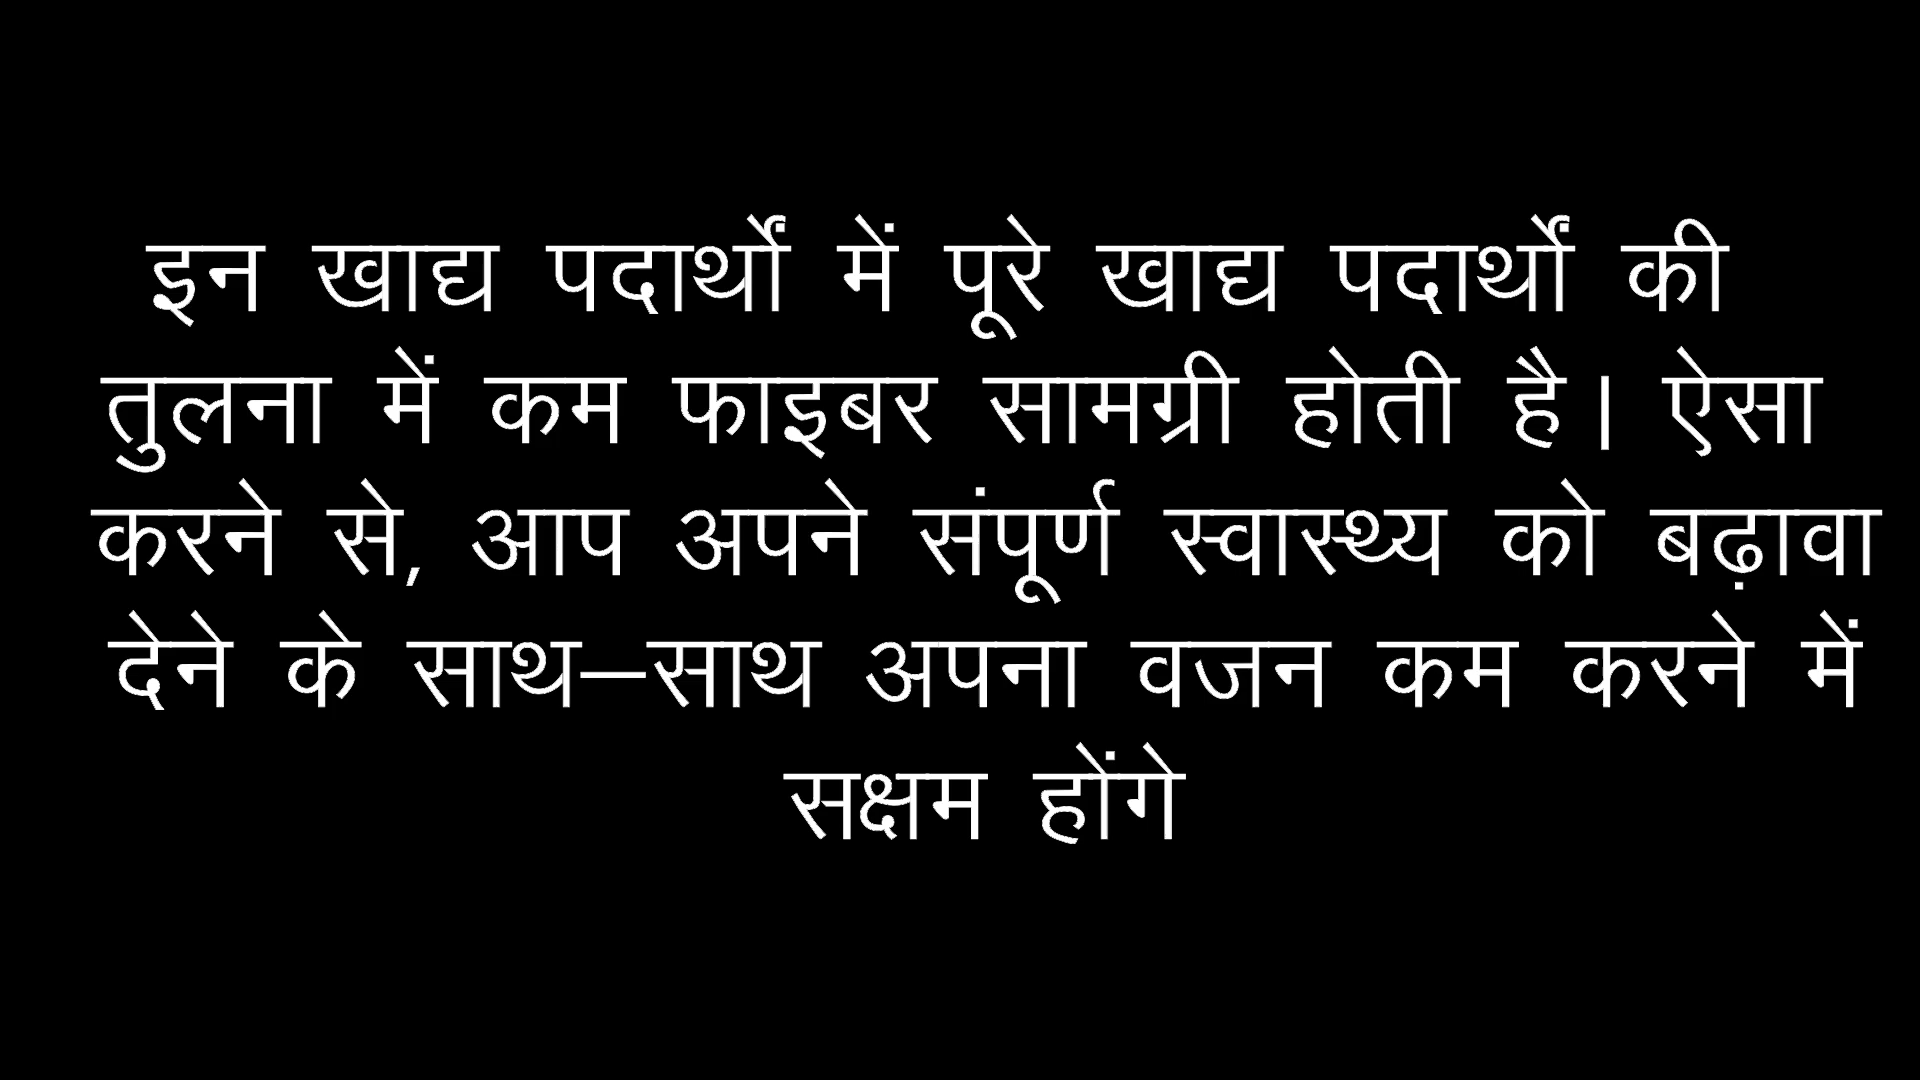 इन खाद्य पदार्थों में पूरे खाद्य पदार्थों की
तुलना में कम फाइबर सामग्री होती है। ऐसा
करने से, आप अपने संपूर्ण स्वास्थ्य को बढ़ावा
देने के साथ–साथ अपना वजन कम करने में
सक्षम होंगे